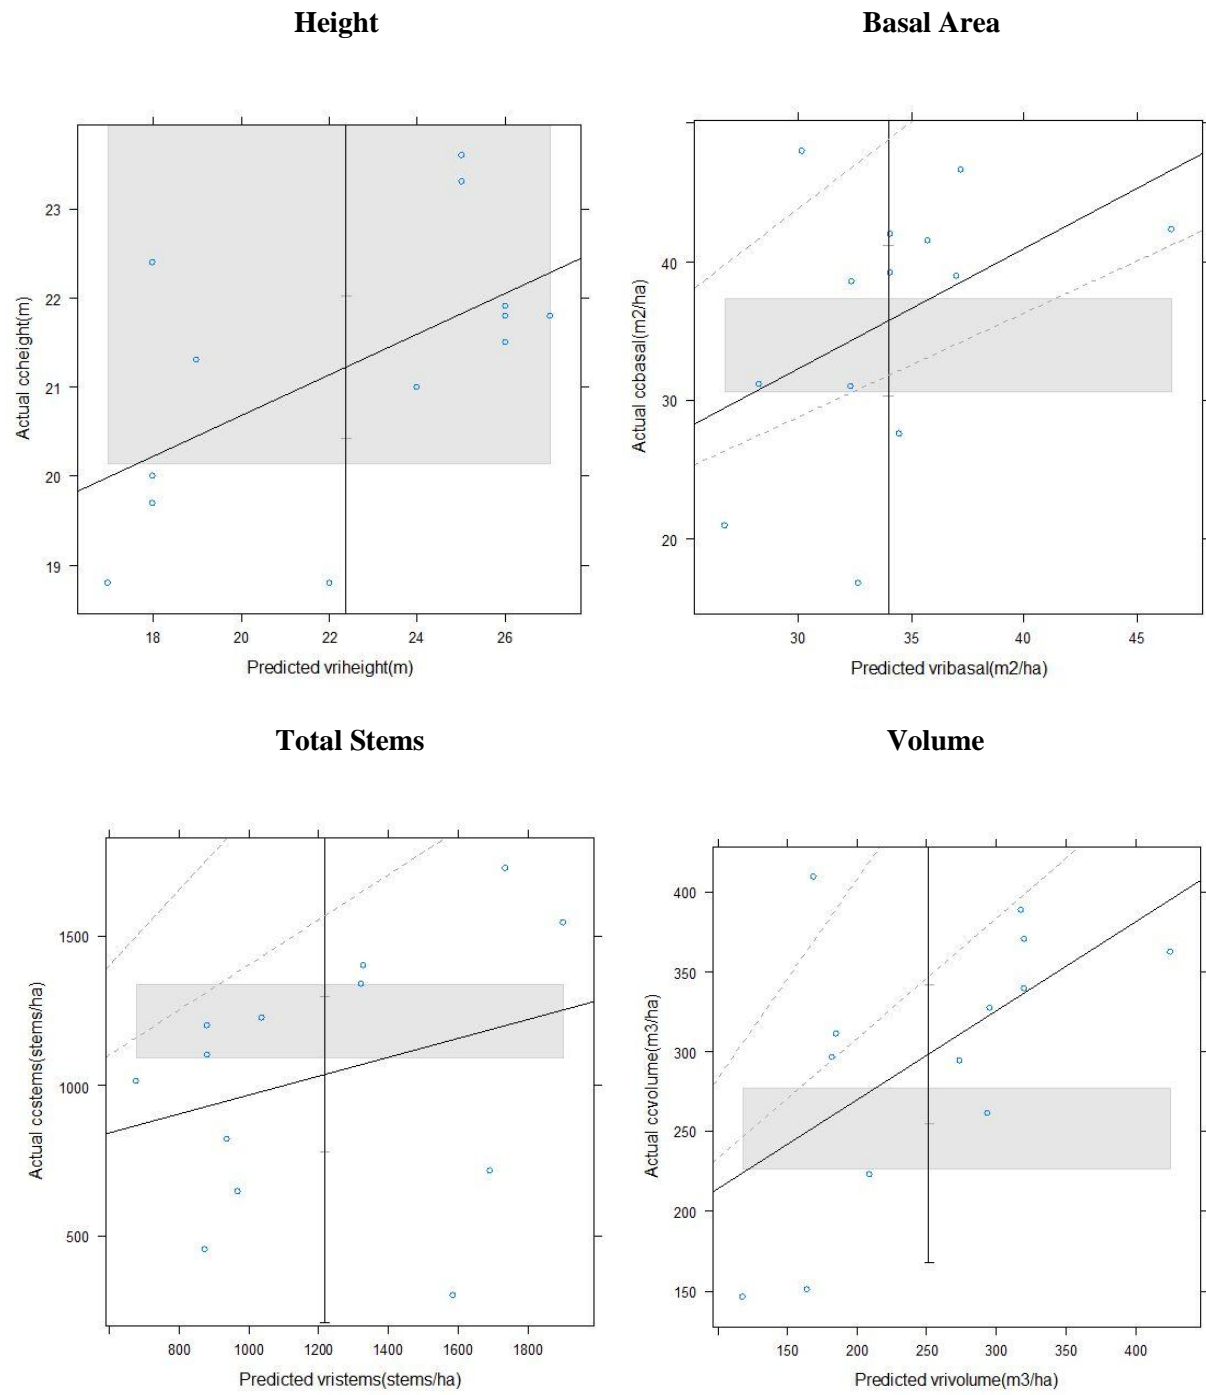 Height
Basal Area
23
22
21
20
19
Actual ccheight(m)
18 20 22 24 26
Predicted vriheight(m)
40
30
20
Actual ccbasal(m2/ha)
30 35 40 45
Predicted vribasal(m2/ha)
Total Stems
Volume
1500
1000
500
Actual ccstems(stems/ha)
800 1000 1200 1400 1600 1800
Predicted vristems(stems/ha)
400
350
300
250
200
150
Actual ccvolume(m3/ha)
150 200 250 300 350 400
Predicted vrivolume(m3/ha)